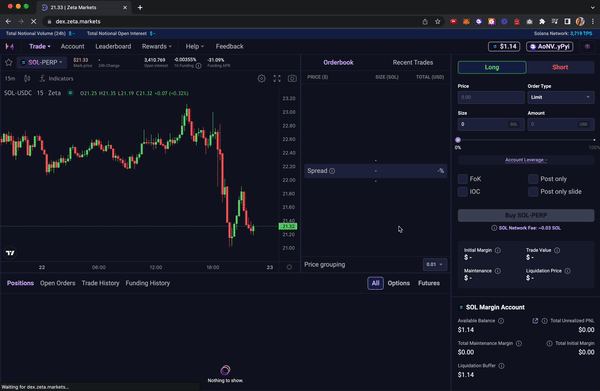 21.33 | Zeta Markets
dex.zeta.markets
Total Notional Volume (24h) $-- Total Notional Open Interest $-- Solana Network: 3,719 TPS
Trade Account Leaderboard Rewards Help Feedback $1.14 AoNV..yPyi
SOL-PERP $21.33 -- -0.00355% 3,410.769 -31.09%
Mark price 24h Change 1h Funding Open Interest Funding APR
15m Indicators
SOL-USDC 15 Zeta O21.25 H21.35 L21.19 C21.32 +0.07 (+0.32%)
23.20
23.00
22.80
22.60
22.40
22.20
22.00
21.80
21.60
21.40
21.33
21.20
21.00
22 06:00 12:00 18:00 23
Orderbook Recent Trades
PRICE ($) SIZE (SOL) TOTAL (USD)
-
Spread - -%
-
Price grouping 0.01
Long Short
Price Order Type
0.00 Limit
Size Amount
0 SOL 0
0% 100%
Account Leverage -
FoK Post only
IOC Post only slide
Buy SOL-PERP
SOL Network Fee: ~0.03 SOL
Initial Margin Trade Value
$ - $ -
Maintenance Liquidation Price
$ - $ -
SOL Margin Account
Available Balance Total Unrealized PNL
$1.14 $0.00
Total Maintenance Margin Total Initial Margin
$0.00 $0.00
Liquidation Buffer
$1.14
Positions Open Orders Trade History Funding History All Options Futures
Nothing to show.
Waiting for dex.zeta.markets...